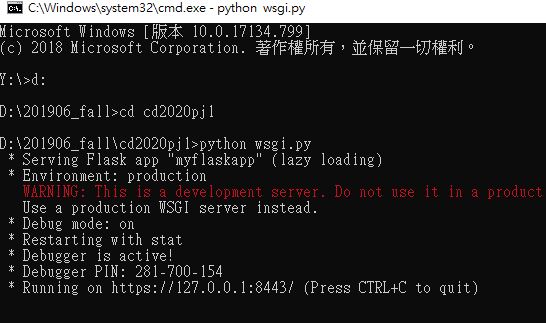 C:\Windows\system32\cmd.exe - python wsgi.py
Microsoft Windows [版本 10.0.17134.799]
(c) 2018 Microsoft Corporation. 著作權所有，並保留一切權利。
Y:\>d:
D:\201906_fall>cd cd2020pj1
D:\201906_fall\cd2020pj1>python wsgi.py
* Serving Flask app "myflaskapp" (lazy loading)
* Environment: production
WARNING: This is a development server. Do not use it in a product
Use a production WSGI server instead.
* Debug mode: on
* Restarting with stat
* Debugger is active!
* Debugger PIN: 281-700-154
* Running on https://127.0.0.1:8443/ (Press CTRL+C to quit)